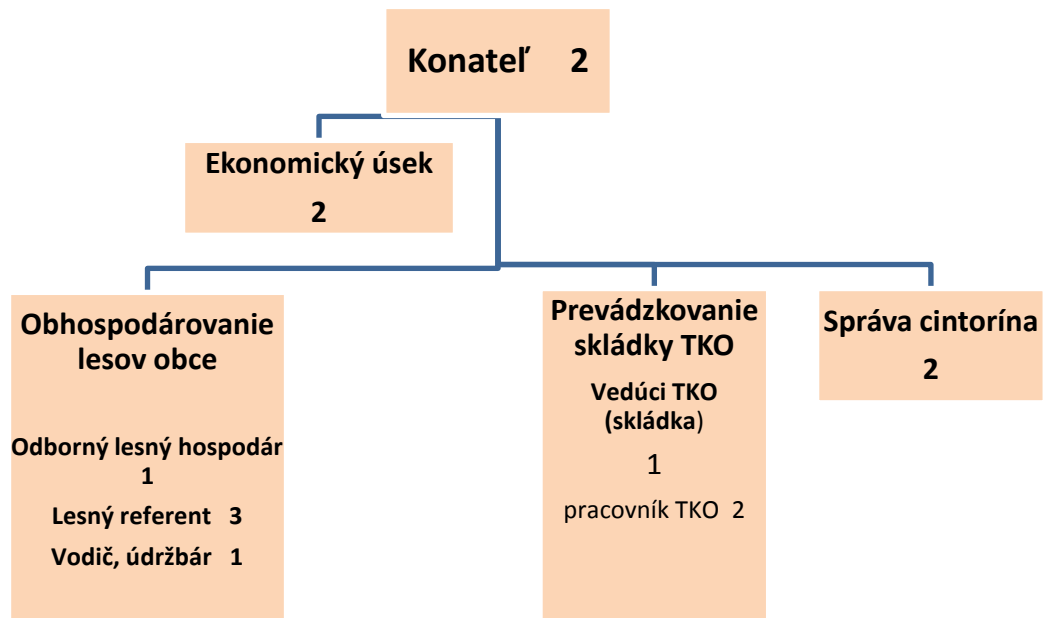 Konateľ 2
Ekonomický úsek
2
Obhospodárovanie
lesov obce
Odborný lesný hospodár
1
Lesný referent 3
Vodič, údržbár 1
Prevádzkovanie
skládky TKO
Vedúci TKO
(skládka)
1
pracovník TKO 2
Správa cintorína
2